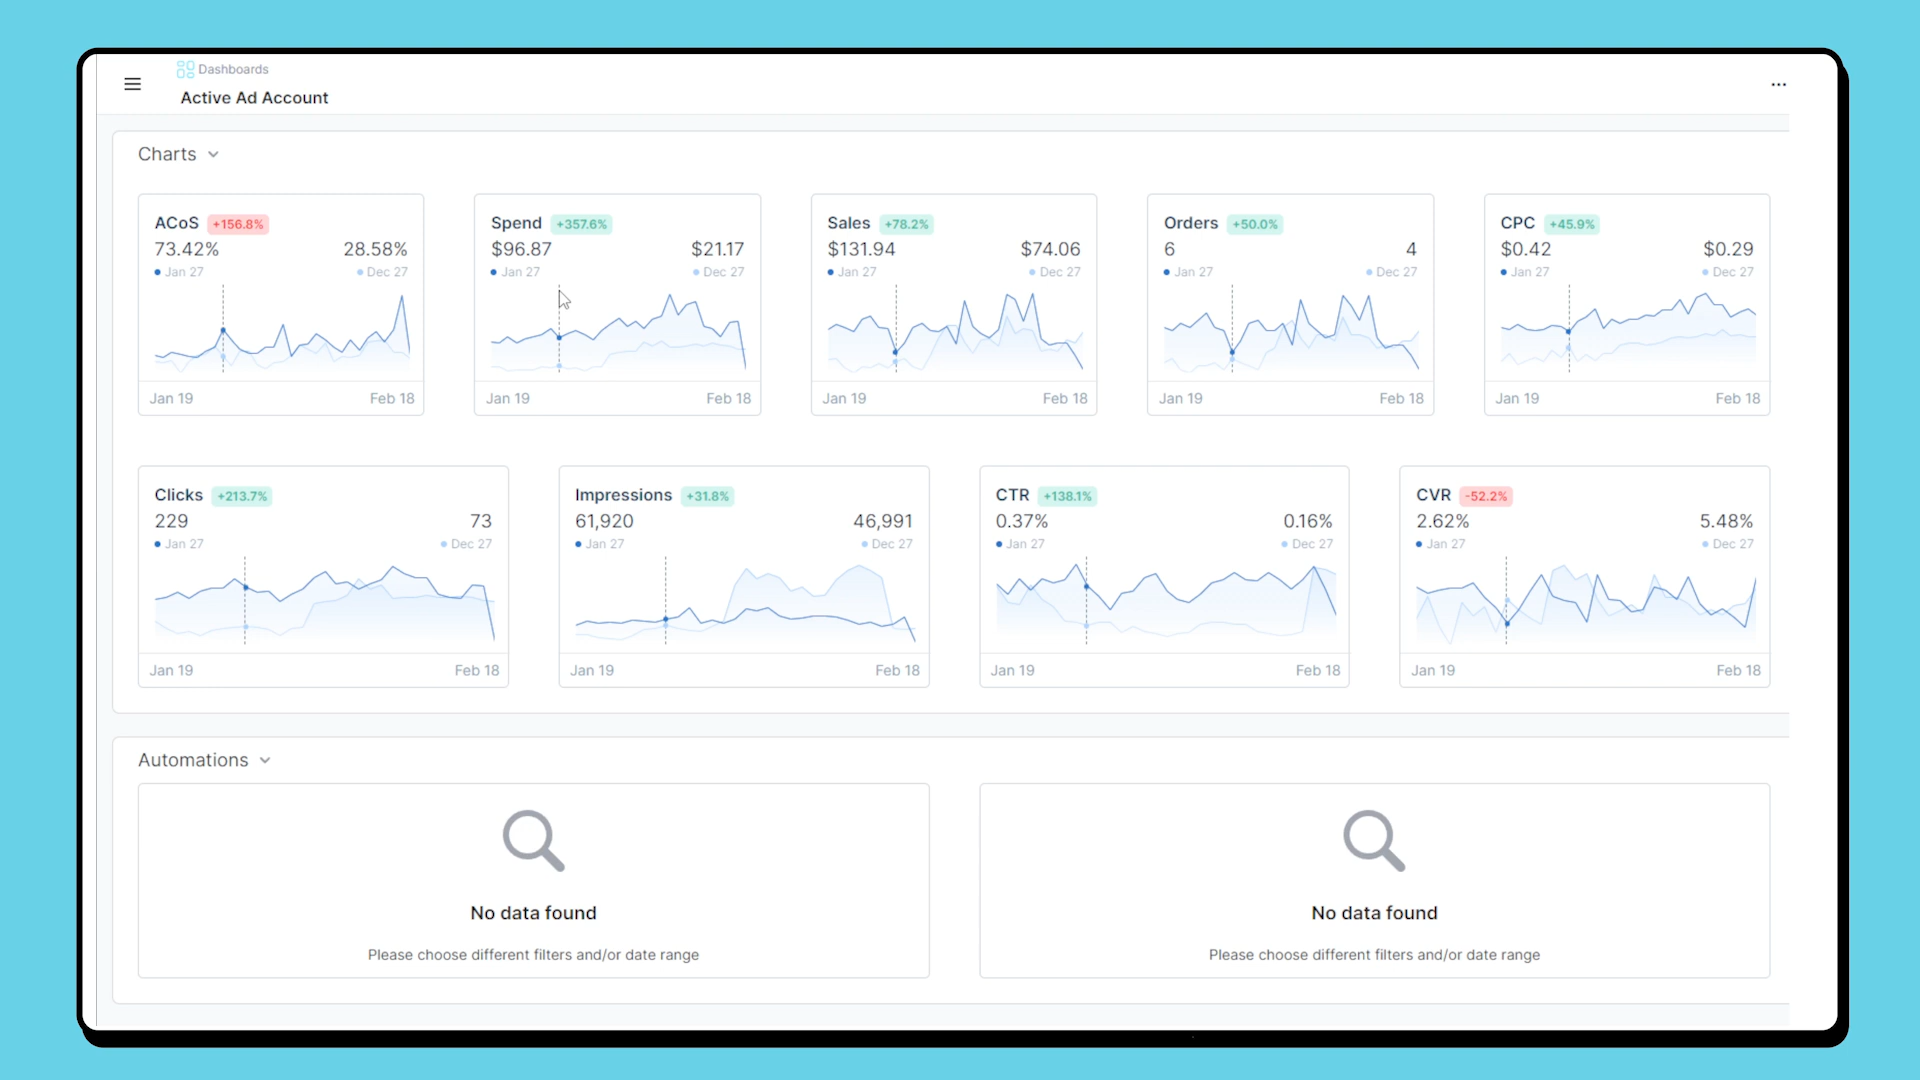 Dashboards
Active Ad Account
...
Charts
ACoS +156.8%
73.42% 28.58%
Jan 27 Dec 27
Jan 19 Feb 18
Spend +357.6%
$96.87 $21.17
Jan 27 Dec 27
Jan 19 Feb 18
Sales +78.2%
$131.94 $74.06
Jan 27 Dec 27
Jan 19 Feb 18
Orders +50.0%
6 4
Jan 27 Dec 27
Jan 19 Feb 18
CPC +45.9%
$0.42 $0.29
Jan 27 Dec 27
Jan 19 Feb 18
Clicks +213.7%
229 73
Jan 27 Dec 27
Jan 19 Feb 18
Impressions +31.8%
61,920 46,991
Jan 27 Dec 27
Jan 19 Feb 18
CTR +138.1%
0.37% 0.16%
Jan 27 Dec 27
Jan 19 Feb 18
CVR -52.2%
2.62% 5.48%
Jan 27 Dec 27
Jan 19 Feb 18
Automations
No data found
Please choose different filters and/or date range
No data found
Please choose different filters and/or date range